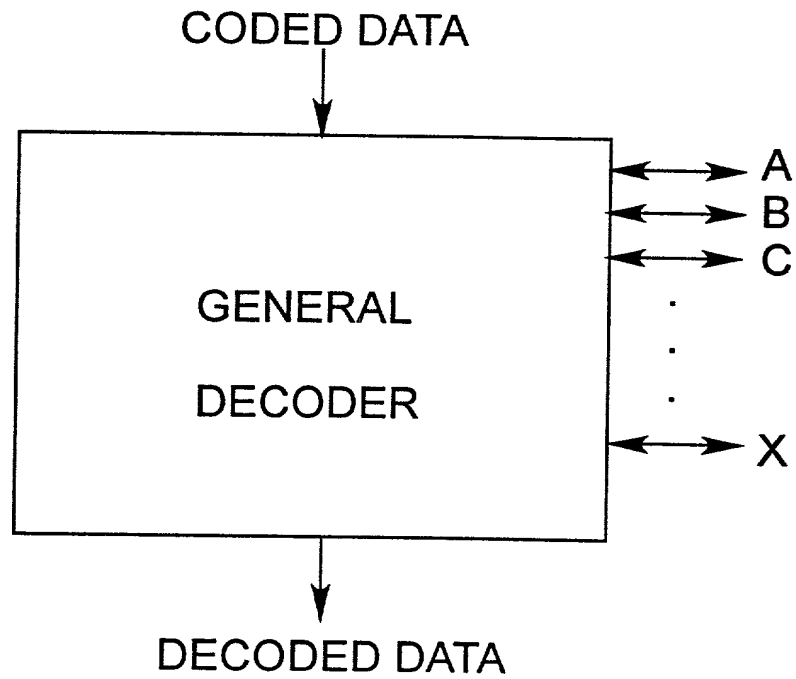 CODED DATA
A
B
C
.
.
.
X
GENERAL
DECODER
DECODED DATA